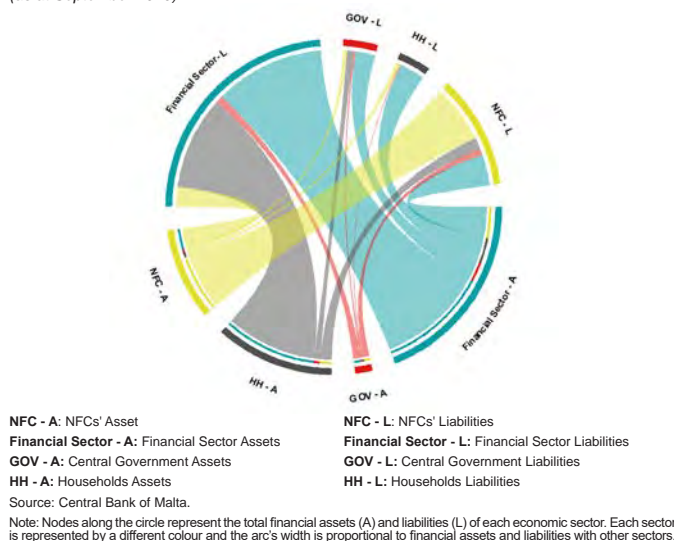 GOV - L
HH - L
Financial Sector - L
NFC - L
NFC - A
Financial Sector - A
HH - A
GOV - A
NFC - A: NFCs' Asset
NFC - L: NFCs' Liabilities
Financial Sector - A: Financial Sector Assets
Financial Sector - L: Financial Sector Liabilities
GOV - A: Central Government Assets
GOV - L: Central Government Liabilities
HH - A: Households Assets
HH - L: Households Liabilities
Source: Central Bank of Malta.
Note: Nodes along the circle represent the total financial assets (A) and liabilities (L) of each economic sector. Each sector
is represented by a different colour and the arc's width is proportional to financial assets and liabilities with other sectors.